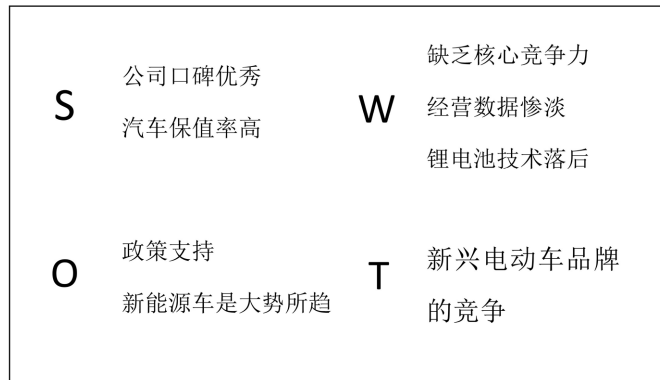 S
公司口碑优秀
汽车保值率高
W
缺乏核心竞争力
经营数据惨淡
锂电池技术落后
O
政策支持
新能源车是大势所趋
T
新兴电动车品牌
的竞争